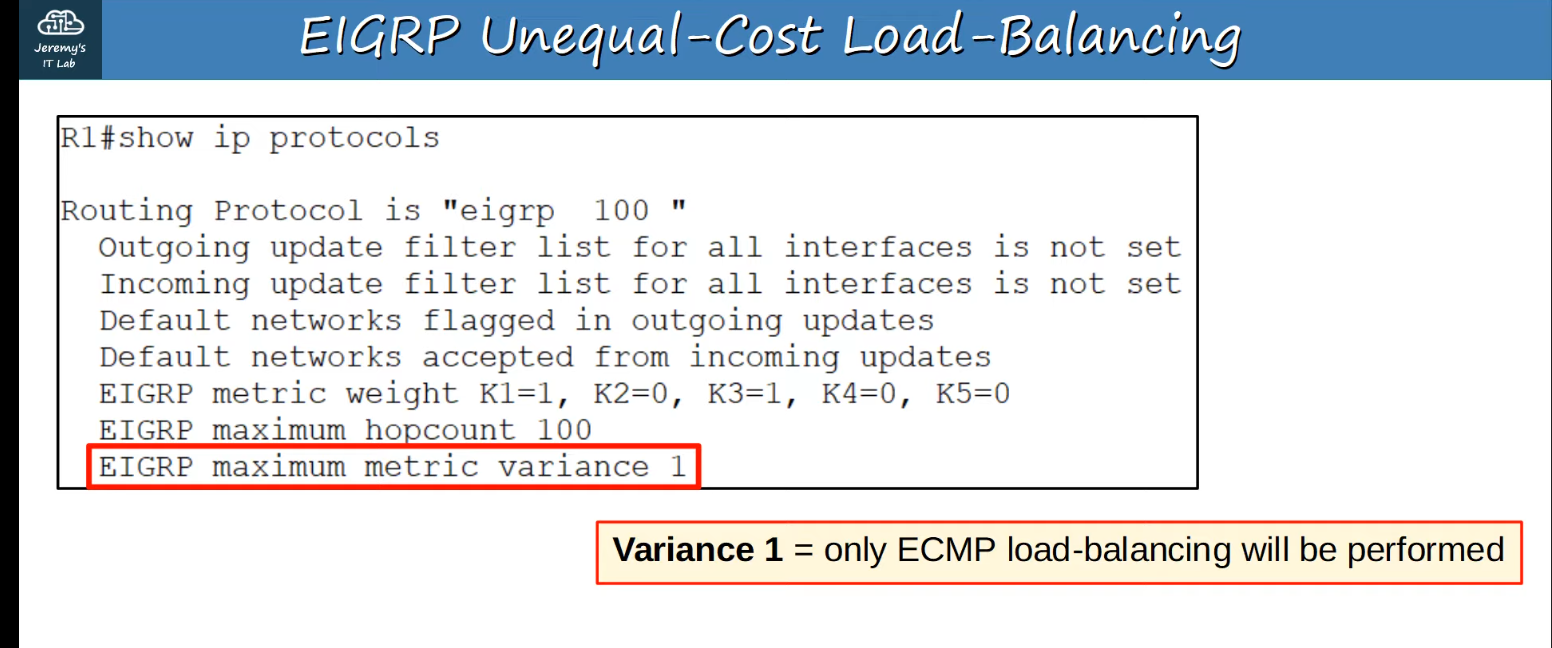 Jeremy's
IT Lab
EIGRP Unequal-Cost Load-Balancing
R1#show ip protocols
Routing Protocol is "eigrp  100 "
  Outgoing update filter list for all interfaces is not set
  Incoming update filter list for all interfaces is not set
  Default networks flagged in outgoing updates
  Default networks accepted from incoming updates
  EIGRP metric weight K1=1, K2=0, K3=1, K4=0, K5=0
  EIGRP maximum hopcount 100
  EIGRP maximum metric variance 1
Variance 1 = only ECMP load-balancing will be performed